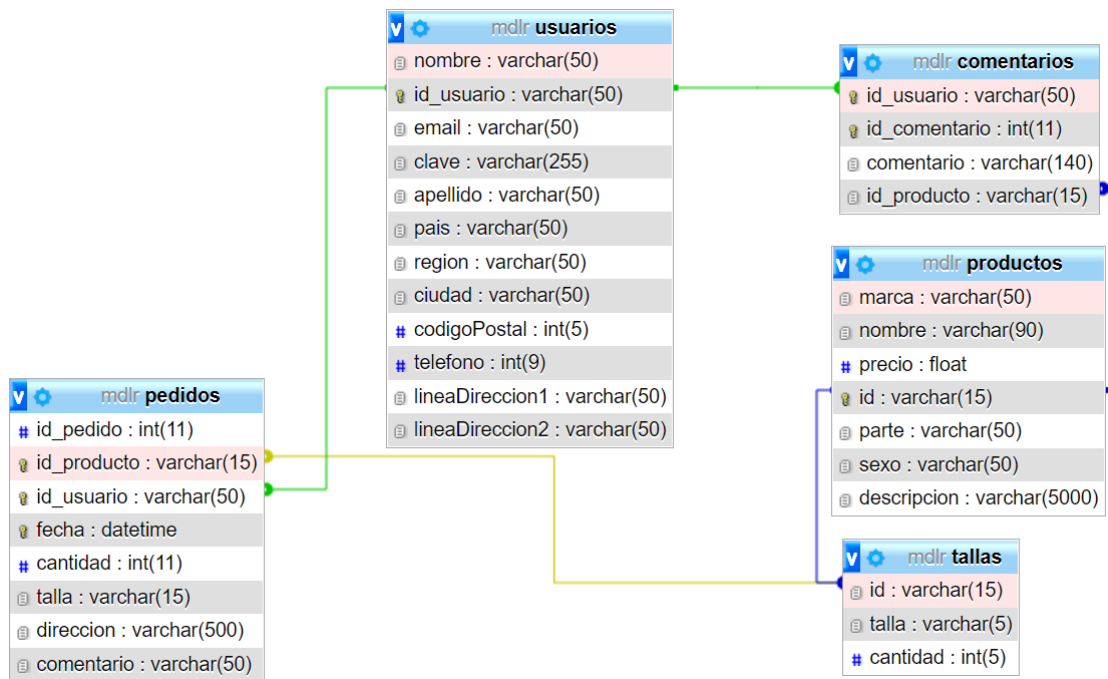 mdlr usuarios
nombre : varchar(50)
id_usuario : varchar(50)
email : varchar(50)
clave : varchar(255)
apellido : varchar(50)
pais : varchar(50)
region : varchar(50)
ciudad : varchar(50)
# codigoPostal : int(5)
# telefono : int(9)
lineaDireccion1 : varchar(50)
lineaDireccion2 : varchar(50)
v mdlr comentarios
id_usuario : varchar(50)
id_comentario : int(11)
comentario : varchar(140)
id_producto : varchar(15)
v mdlr productos
marca : varchar(50)
nombre : varchar(90)
# precio : float
id : varchar(15)
parte : varchar(50)
sexo : varchar(50)
descripcion : varchar(5000)
v mdlr pedidos
# id_pedido : int(11)
id_producto : varchar(15)
id_usuario : varchar(50)
fecha : datetime
# cantidad : int(11)
talla : varchar(15)
direccion : varchar(500)
comentario : varchar(50)
v mdlr tallas
id : varchar(15)
talla : varchar(5)
# cantidad : int(5)